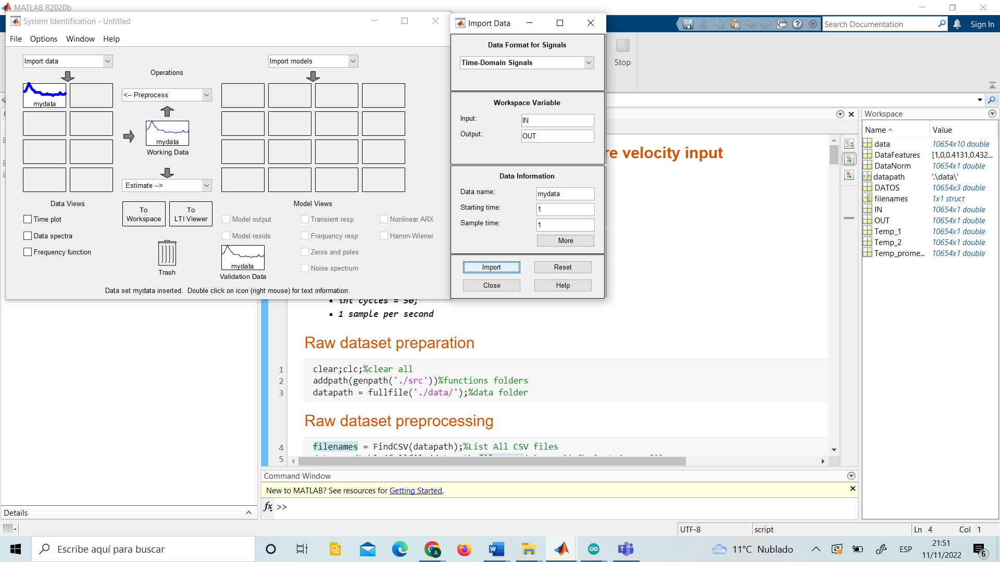 MATLAB R2020b
System Identification - Untitled
File Options Window Help
Import data
Import models
Operations
mydata
<-- Preprocess
mydata
Working Data
Estimate -->
Data Views
Time plot
Data spectra
Frequency function
To
Workspace
To
LTI Viewer
Trash
Model Views
Model output
Transient resp
Nonlinear ARX
Model resids
Frequency resp
Hamm-Wiener
Zeros and poles
Noise spectrum
mydata
Validation Data
Data set mydata inserted. Double click on icon (right mouse) for text information.
Import Data
Data Format for Signals
Time-Domain Signals
Workspace Variable
Input: IN
Output: OUT
Data Information
Data name: mydata
Starting time: 1
Sample time: 1
More
Import Reset
Close Help
Search Documentation
Sign In
Stop
re velocity input
int cycles = 50;
1 sample per second
Raw dataset preparation
1 clear;clc;%clear all
2 addpath(genpath('./src'))%functions folders
3 datapath = fullfile('./data/');%data folder
Raw dataset preprocessing
4 filenames = FindCSV(datapath);%List All CSV files
5
Command Window
New to MATLAB? See resources for Getting Started.
fx >>
Workspace
Name Value
data 10654x10 double
DataFeatures [1,0,0.4131,0.432...
DataNorm 10654x1 double
datapath '.\data\'
DATOS 10654x3 double
filenames 1x1 struct
IN 10654x1 double
OUT 10654x1 double
Temp_1 10654x1 double
Temp_2 10654x1 double
Temp_prome... 10654x1 double
Details
UTF-8 script Ln 4 Col 1
Escribe aquí para buscar
11°C Nublado
ESP
21:51
11/11/2022
6